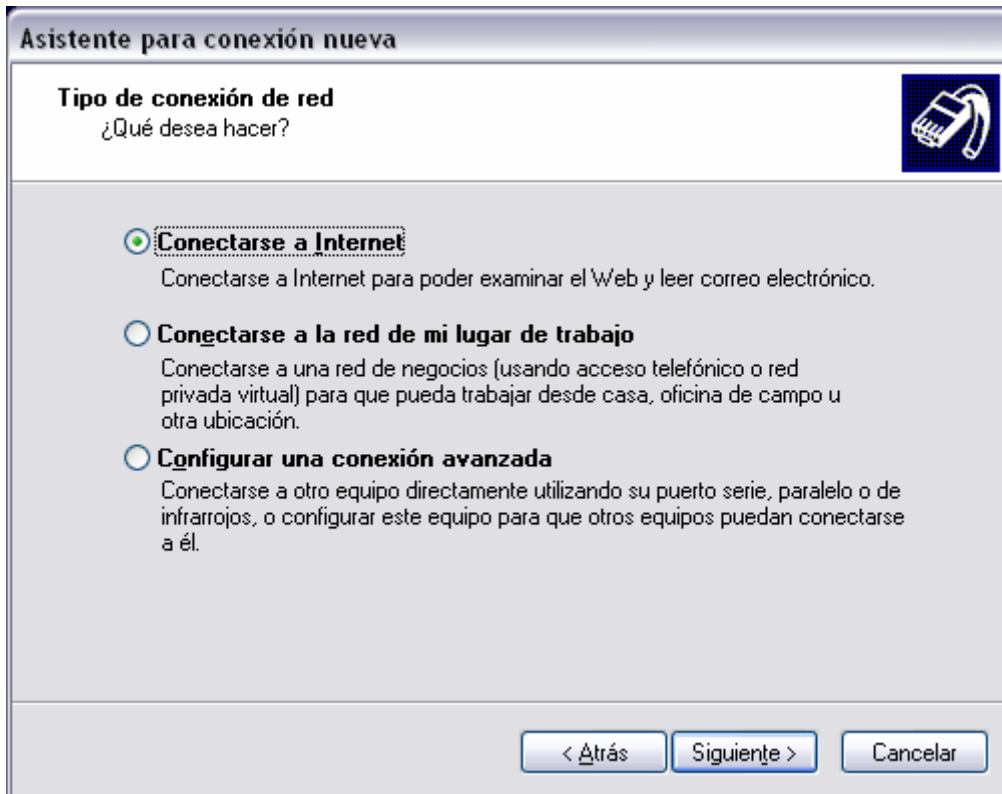 Asistente para conexión nueva
Tipo de conexión de red
¿Qué desea hacer?
Conectarse a Internet
Conectarse a Internet para poder examinar el Web y leer correo electrónico.
Conectarse a la red de mi lugar de trabajo
Conectarse a una red de negocios (usando acceso telefónico o red
privada virtual) para que pueda trabajar desde casa, oficina de campo u
otra ubicación.
Configurar una conexión avanzada
Conectarse a otro equipo directamente utilizando su puerto serie, paralelo o de
infrarrojos, o configurar este equipo para que otros equipos puedan conectarse
a él.
< Atrás
Siguiente >
Cancelar